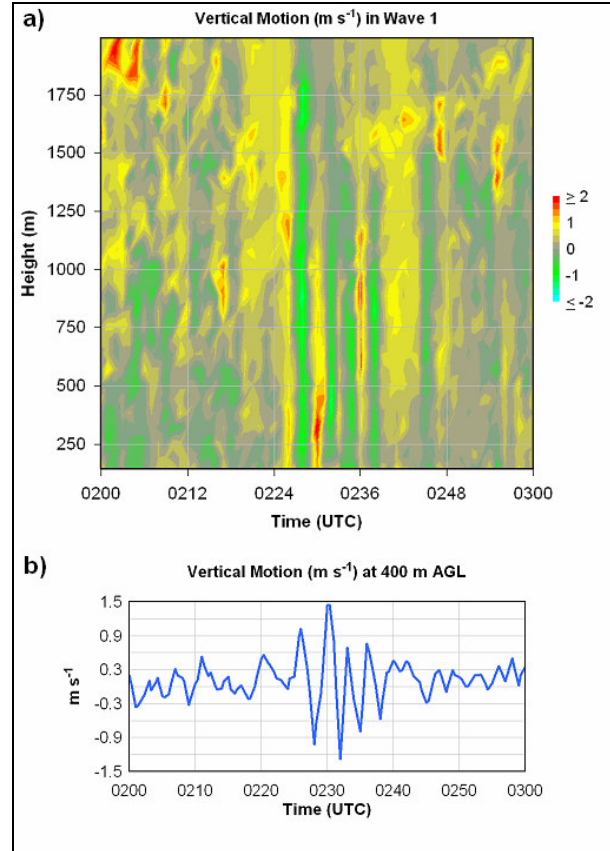 a)
Vertical Motion (m s⁻¹) in Wave 1
1750
1500
1250
1000
750
500
250
Height (m)
0200 0212 0224 0236 0248 0300
Time (UTC)
≥ 2
1
0
-1
≤ -2
b)
Vertical Motion (m s⁻¹) at 400 m AGL
1.5
0.9
0.3
-0.3
-0.9
-1.5
m s⁻¹
0200 0210 0220 0230 0240 0250 0300
Time (UTC)